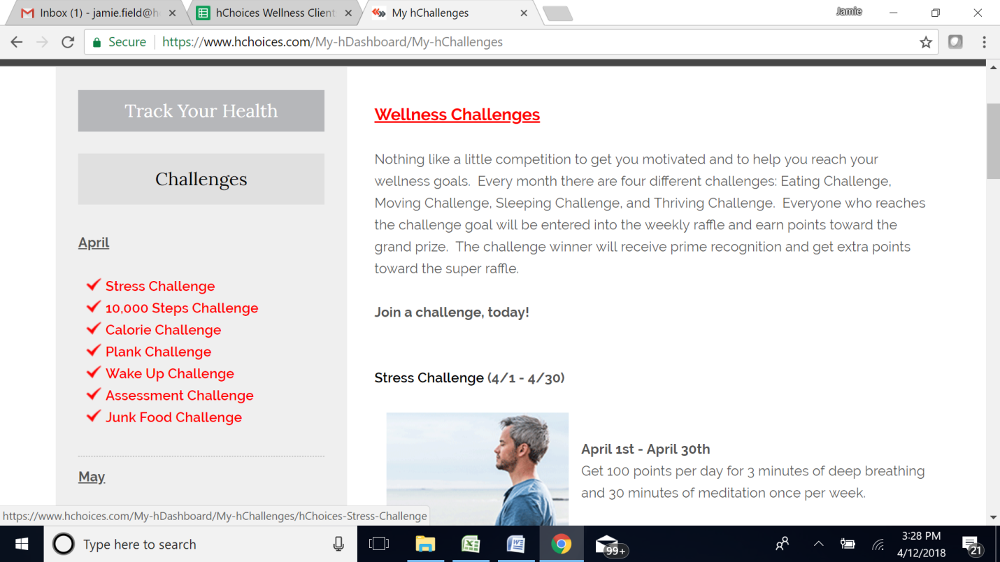 Inbox (1) - jamie.field@h
hChoices Wellness Client
My hChallenges
Jamie
Secure
https://www.hchoices.com/My-hDashboard/My-hChallenges
Track Your Health
Challenges
April
Stress Challenge
10,000 Steps Challenge
Calorie Challenge
Plank Challenge
Wake Up Challenge
Assessment Challenge
Junk Food Challenge
May
Wellness Challenges
Nothing like a little competition to get you motivated and to help you reach your
wellness goals.  Every month there are four different challenges: Eating Challenge,
Moving Challenge, Sleeping Challenge, and Thriving Challenge.  Everyone who reaches
the challenge goal will be entered into the weekly raffle and earn points toward the
grand prize.  The challenge winner will receive prime recognition and get extra points
toward the super raffle.
Join a challenge, today!
Stress Challenge (4/1 - 4/30)
April 1st - April 30th
Get 100 points per day for 3 minutes of deep breathing
and 30 minutes of meditation once per week.
https://www.hchoices.com/My-hDashboard/My-hChallenges/hChoices-Stress-Challenge
Type here to search
99+
3:28 PM
4/12/2018
21